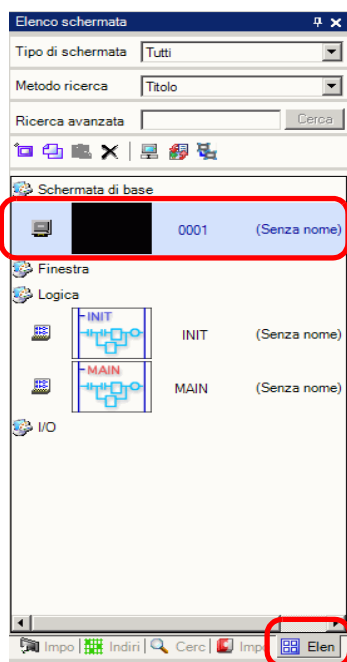 Elenco schermata
Tipo di schermata Tutti
Metodo ricerca Titolo
Ricerca avanzata Cerca
Schermata di base
0001 (Senza nome)
Finestra
Logica
INIT INIT (Senza nome)
MAIN MAIN (Senza nome)
I/O
Impo Indiri Cerc Imp Elen